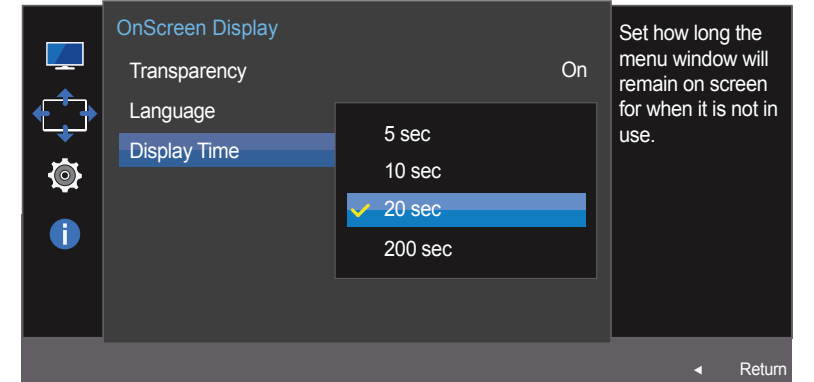 OnScreen Display
Transparency On
Language
Display Time
5 sec
10 sec
20 sec
200 sec
Set how long the
menu window will
remain on screen
for when it is not in
use.
Return